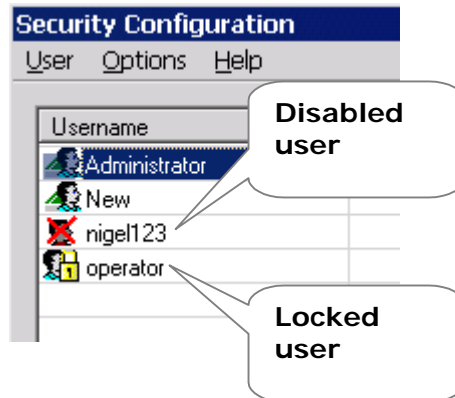 Security Configuration
User Options Help
Username
Administrator
New
nigel123
operator
Disabled
user
Locked
user